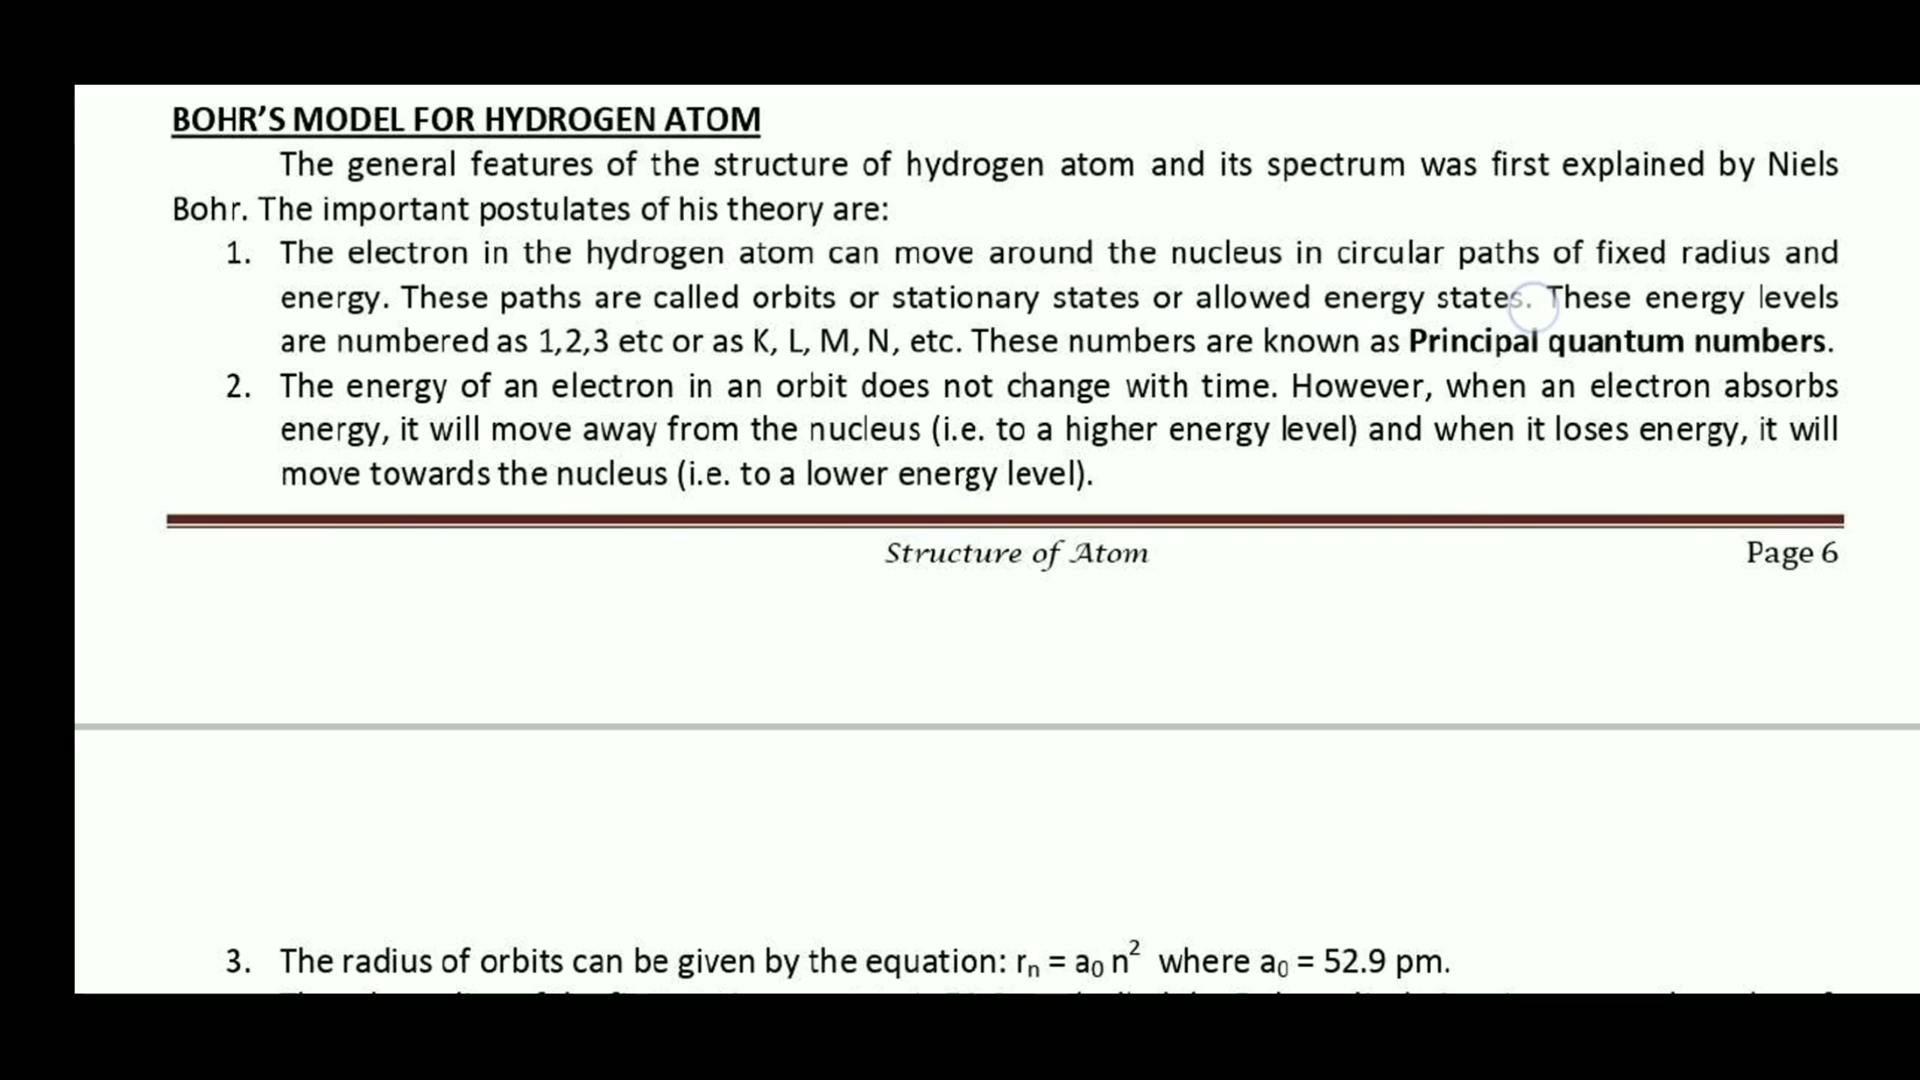 BOHR'S MODEL FOR HYDROGEN ATOM
The general features of the structure of hydrogen atom and its spectrum was first explained by Niels
Bohr. The important postulates of his theory are:
1. The electron in the hydrogen atom can move around the nucleus in circular paths of fixed radius and
energy. These paths are called orbits or stationary states or allowed energy states. These energy levels
are numbered as 1,2,3 etc or as K, L, M, N, etc. These numbers are known as Principal quantum numbers.
2. The energy of an electron in an orbit does not change with time. However, when an electron absorbs
energy, it will move away from the nucleus (i.e. to a higher energy level) and when it loses energy, it will
move towards the nucleus (i.e. to a lower energy level).
Structure of Atom Page 6
3. The radius of orbits can be given by the equation: rₙ = a₀ n² where a₀ = 52.9 pm.